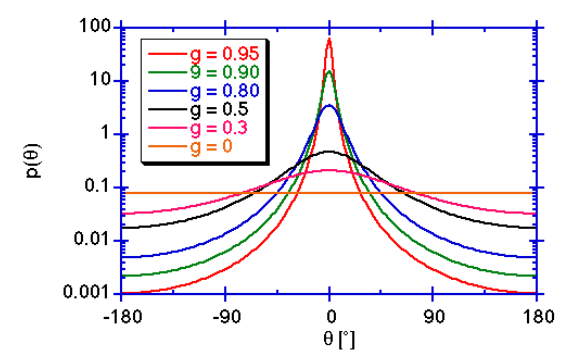 100
10
1
0.1
0.01
0.001
p(θ)
g = 0.95
9 = 0.90
g = 0.80
g = 0.5
g = 0.3
g = 0
-180 -90 0 90 180
θ [°]